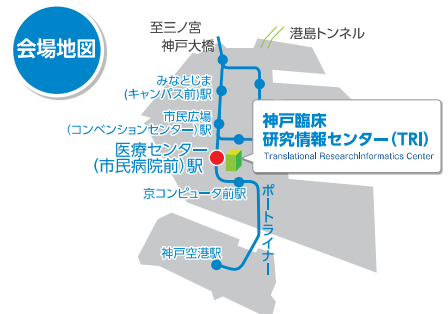 会場地図
至三ノ宮
神戸大橋
港島トンネル
みなとじま
(キャンパス前)駅
市民広場
(コンベンションセンター)駅
神戸臨床
研究情報センター(TRI)
Translational ResearchInformatics Center
医療センター
(市民病院前)駅
京コンピュータ前駅
ポートライナー
神戸空港駅